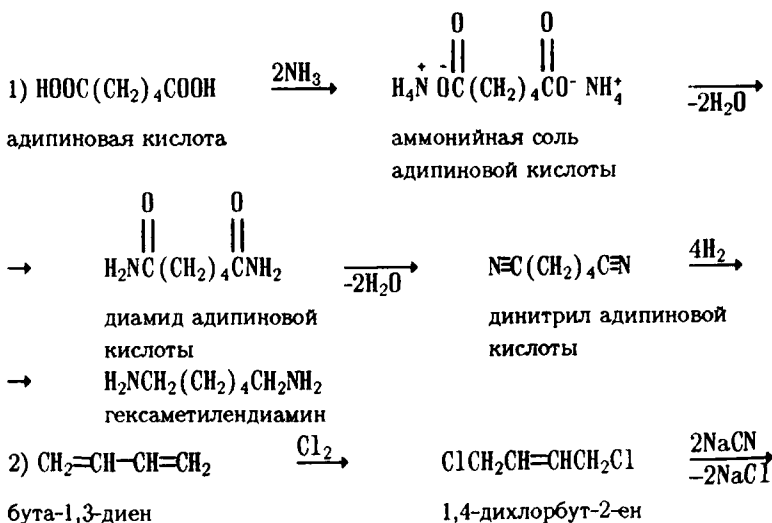 O O
1) HOOC(CH₂)₄COOH 2NH₃ H₄N⁺ ⁻OC(CH₂)₄CO⁻ NH₄⁺ -2H₂O
адипиновая кислота аммонийная соль
адипиновой кислоты
O O
→ H₂NC(CH₂)₄CNH₂ -2H₂O N≡C(CH₂)₄C≡N 4H₂
диамид адипиновой динитрил адипиновой
кислоты кислоты
→ H₂NCH₂(CH₂)₄CH₂NH₂
гексаметилендиамин
2) CH₂=CH-CH=CH₂ Cl₂ ClCH₂CH=CHCH₂Cl 2NaCN -2NaCl
бута-1,3-диен 1,4-дихлорбут-2-ен